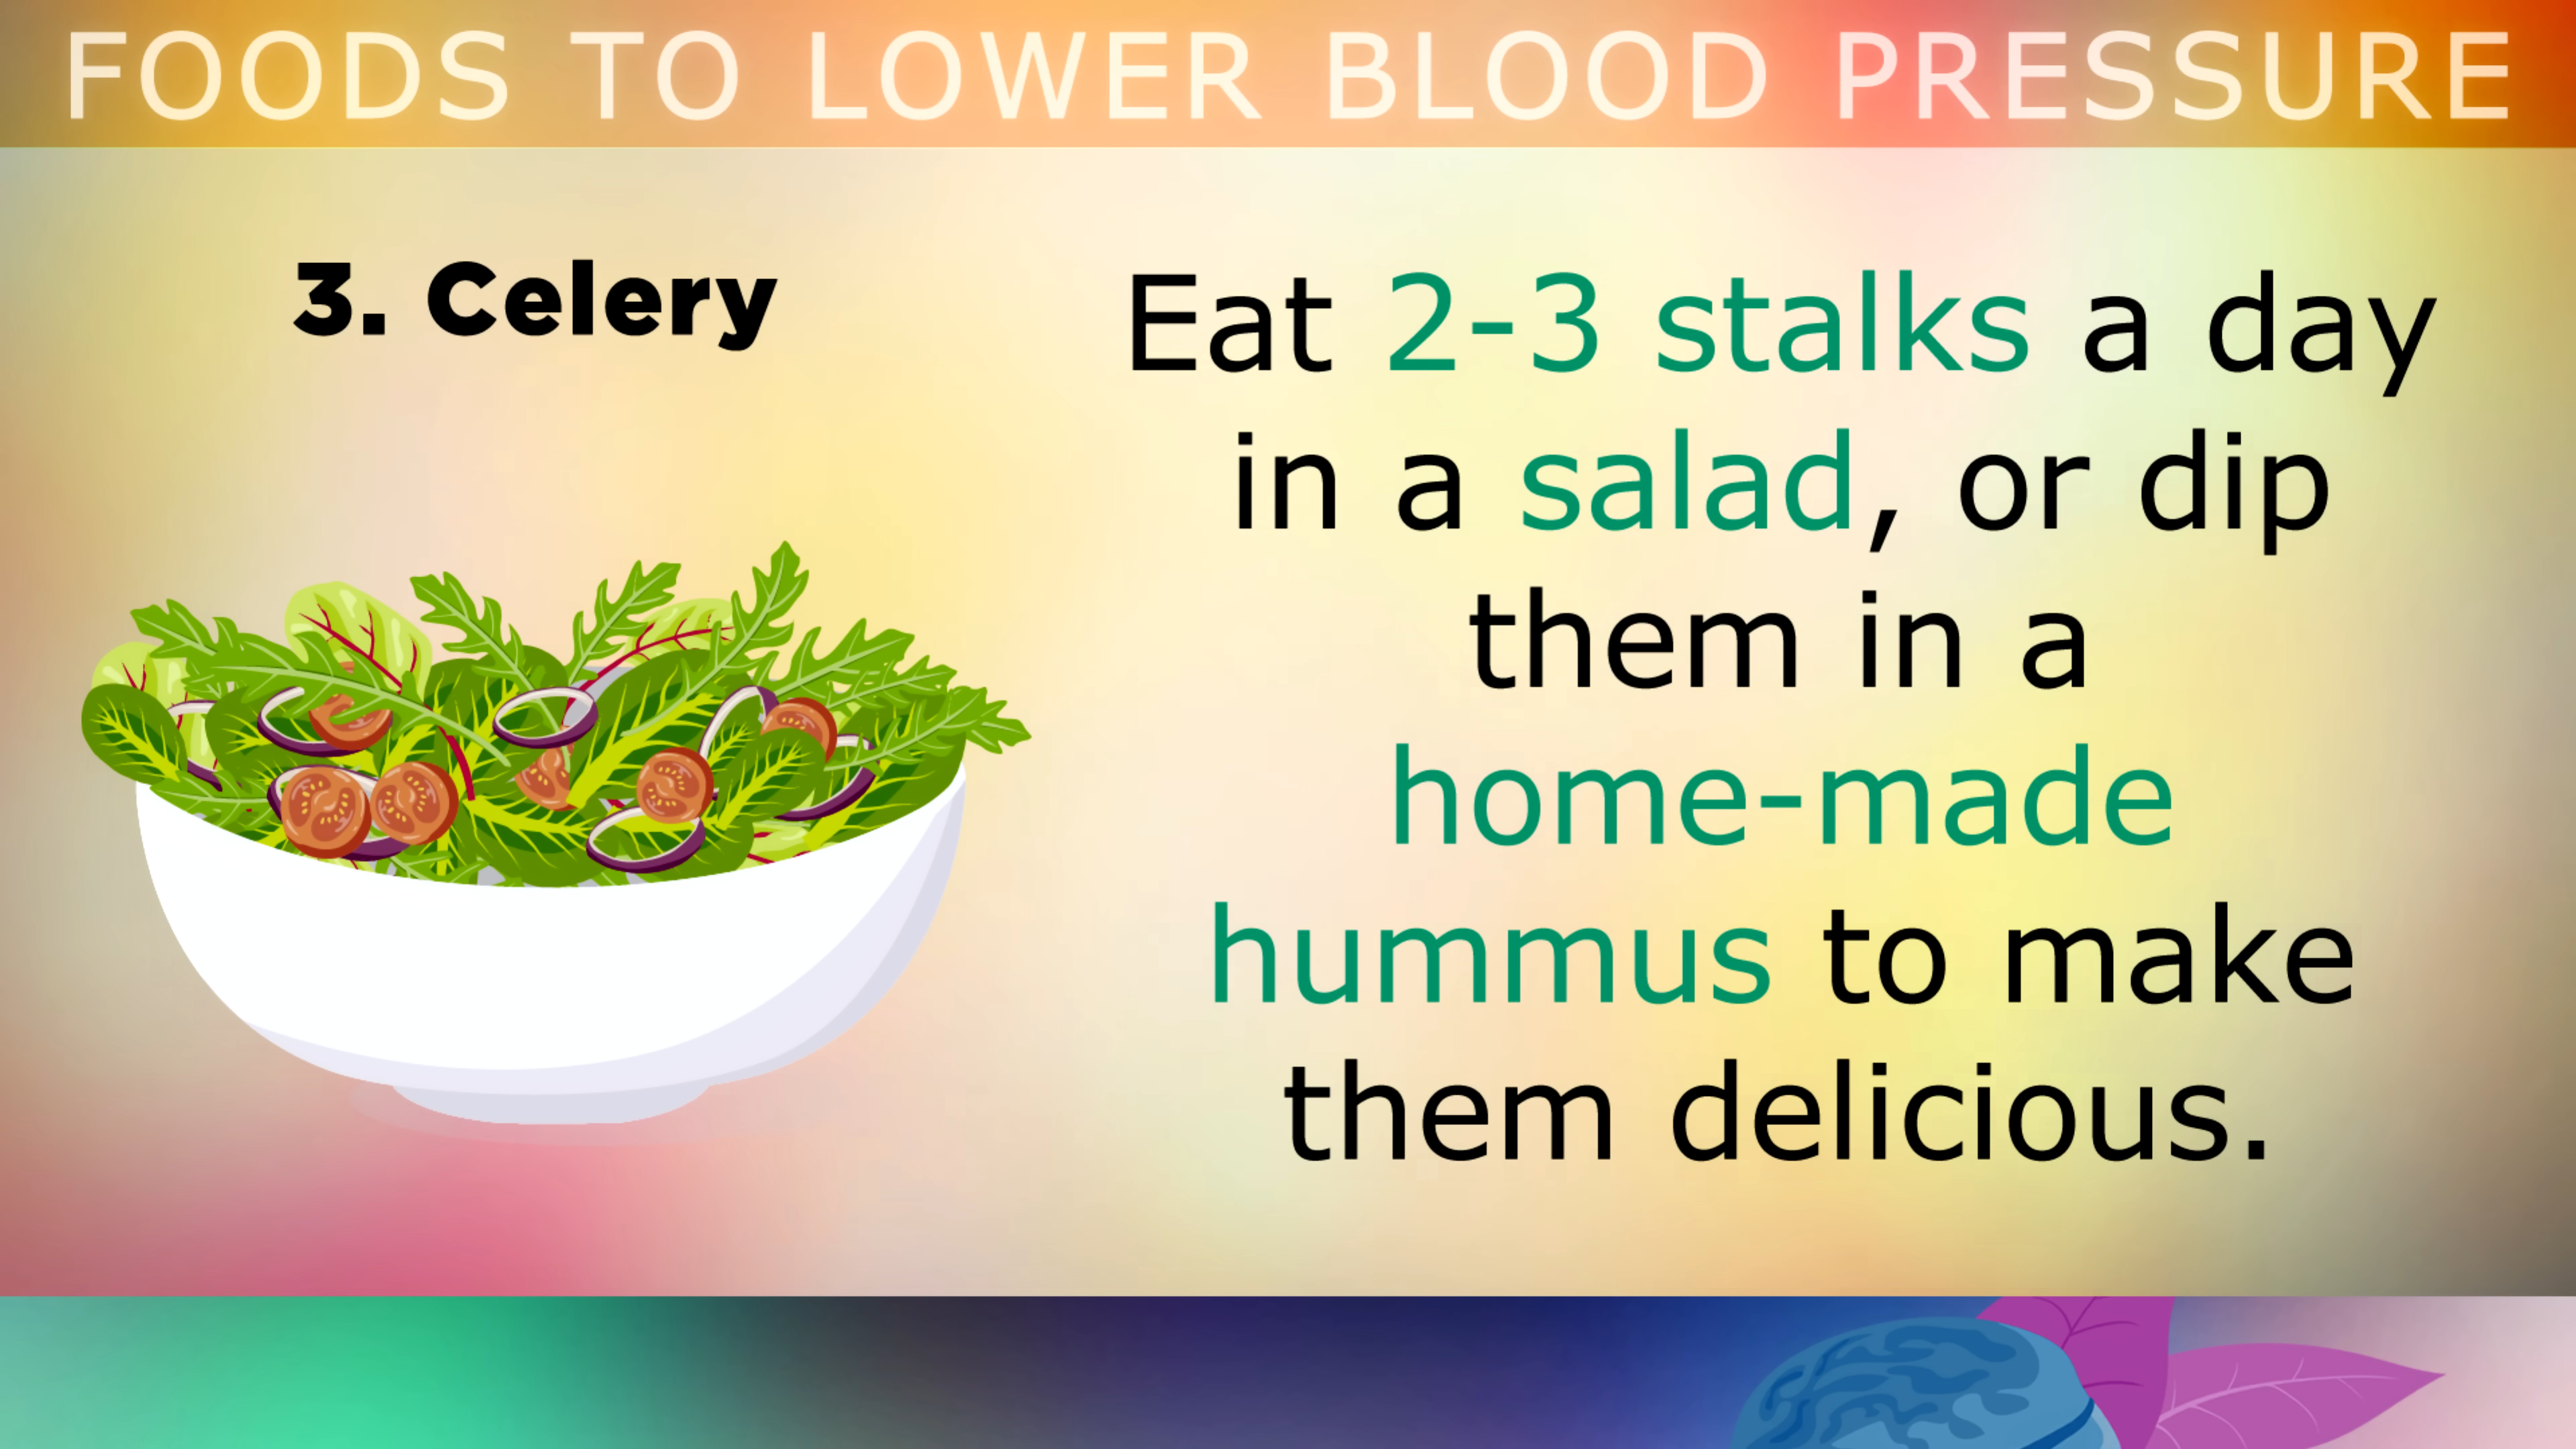 FOODS TO LOWER BLOOD PRESSURE
3. Celery
Eat 2-3 stalks a day
in a salad, or dip
them in a
home-made
hummus to make
them delicious.